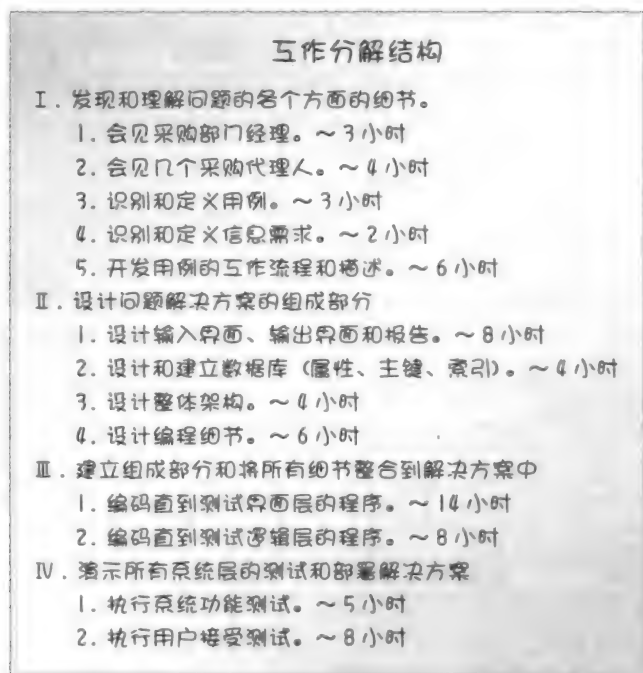 工作分解结构
Ⅰ. 发现和理解问题的各个方面的细节。
1. 会见采购部门经理。~3小时
2. 会见几个采购代理人。~4小时
3. 识别和定义用例。~3小时
4. 识别和定义信息需求。~2小时
5. 开发用例的工作流程和描述。~6小时
Ⅱ. 设计问题解决方案的组成部分
1. 设计输入界面、输出界面和报告。~8小时
2. 设计和建立数据库（属性、主键、索引）。~4小时
3. 设计整体架构。~4小时
4. 设计编程细节。~6小时
Ⅲ. 建立组成部分和将所有细节整合到解决方案中
1. 编码直到测试界面层的程序。~14小时
2. 编码直到测试逻辑层的程序。~8小时
Ⅳ. 演示所有系统层的测试和部署解决方案
1. 执行系统功能测试。~5小时
2. 执行用户接受测试。~8小时